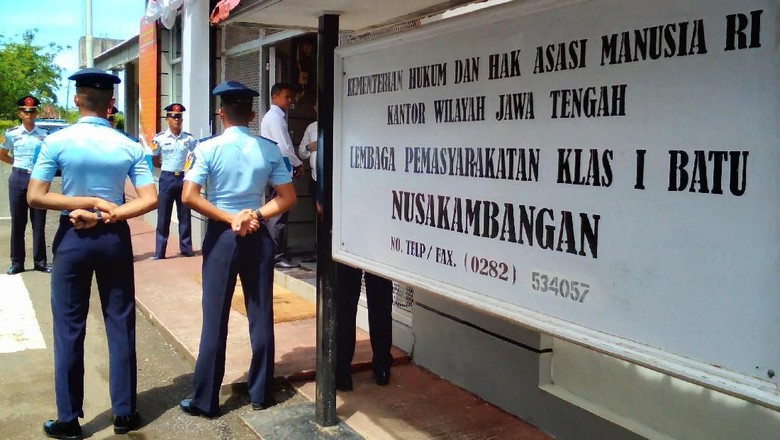 KEMENTERIAN HUKUM DAN HAK ASASI MANUSIA RI
KANTOR WILAYAH JAWA TENGAH
LEMBAGA PEMASYARAKATAN KLAS I BATU
NUSAKAMBANGAN
NO. TELP/FAX. (0282) 534057